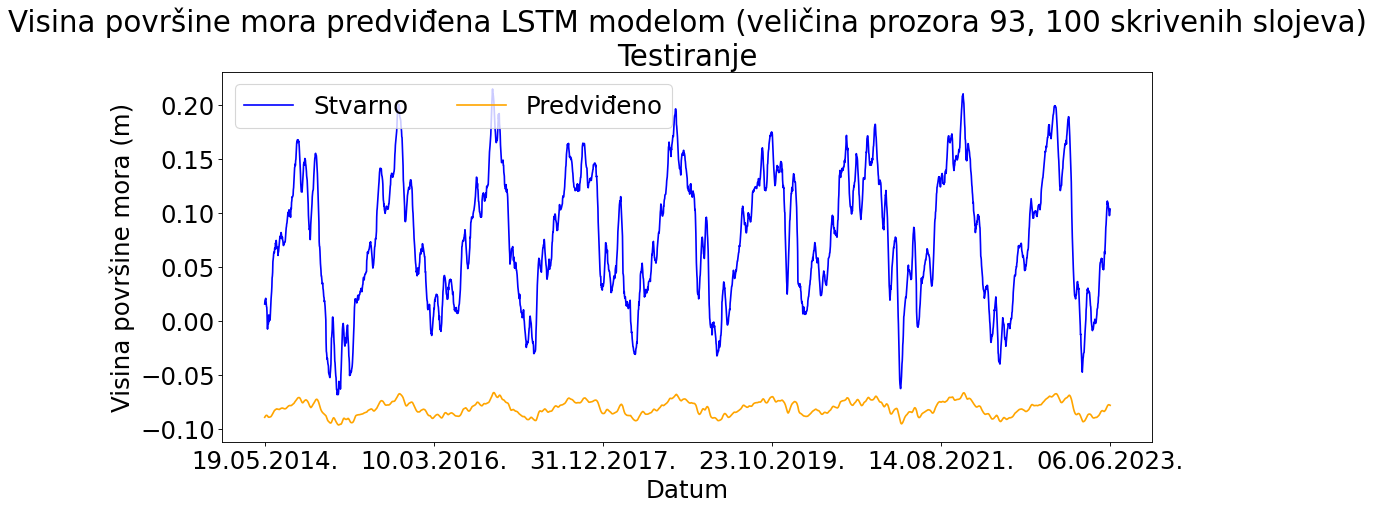 Visina površine mora predviđena LSTM modelom (veličina prozora 93, 100 skrivenih slojeva)
Testiranje
Stvarno Predviđeno
Visina površine mora (m)
0.20
0.15
0.10
0.05
0.00
−0.05
−0.10
19.05.2014. 10.03.2016. 31.12.2017. 23.10.2019. 14.08.2021. 06.06.2023.
Datum